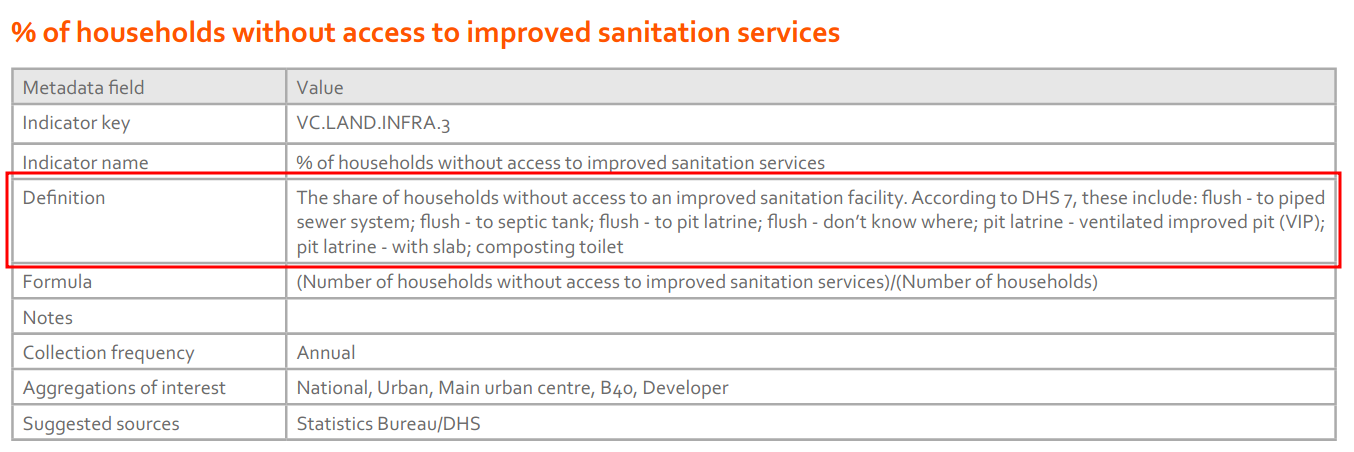 % of households without access to improved sanitation services
Metadata field Value
Indicator key VC.LAND.INFRA.3
Indicator name % of households without access to improved sanitation services
Definition The share of households without access to an improved sanitation facility. According to DHS 7, these include: flush - to piped
sewer system; flush - to septic tank; flush - to pit latrine; flush - don’t know where; pit latrine - ventilated improved pit (VIP);
pit latrine - with slab; composting toilet
Formula (Number of households without access to improved sanitation services)/(Number of households)
Notes
Collection frequency Annual
Aggregations of interest National, Urban, Main urban centre, B40, Developer
Suggested sources Statistics Bureau/DHS